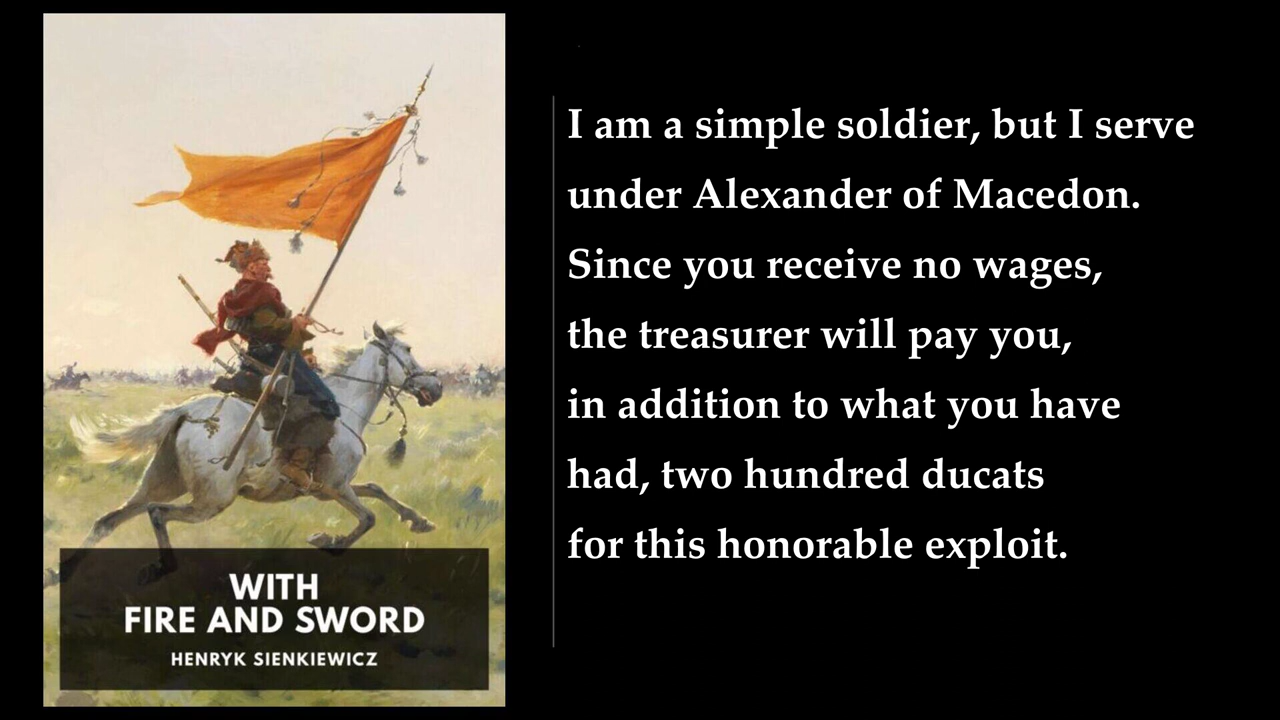 I am a simple soldier, but I serve
under Alexander of Macedon.
Since you receive no wages,
the treasurer will pay you,
in addition to what you have
had, two hundred ducats
for this honorable exploit.
WITH
FIRE AND SWORD
HENRYK SIENKIEWICZ